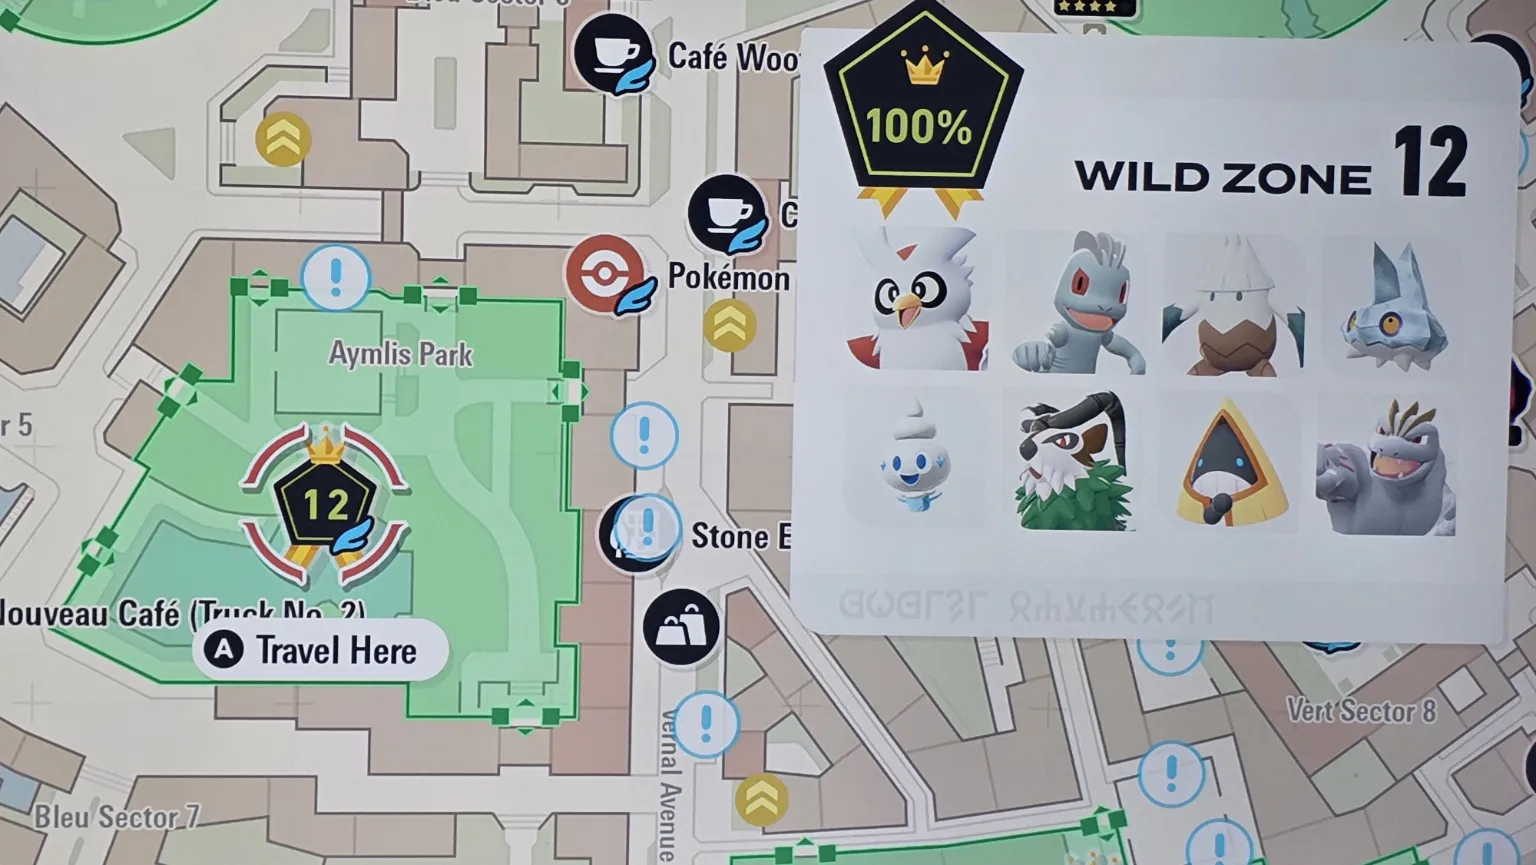 Café Woo
100%
WILD ZONE 12
C
Pokémon
Aymlis Park
r 5
12
Stone E
Nouveau Café (Truck No. 2)
A Travel Here
Vert Sector 8
Vernal Avenue
Bleu Sector 7